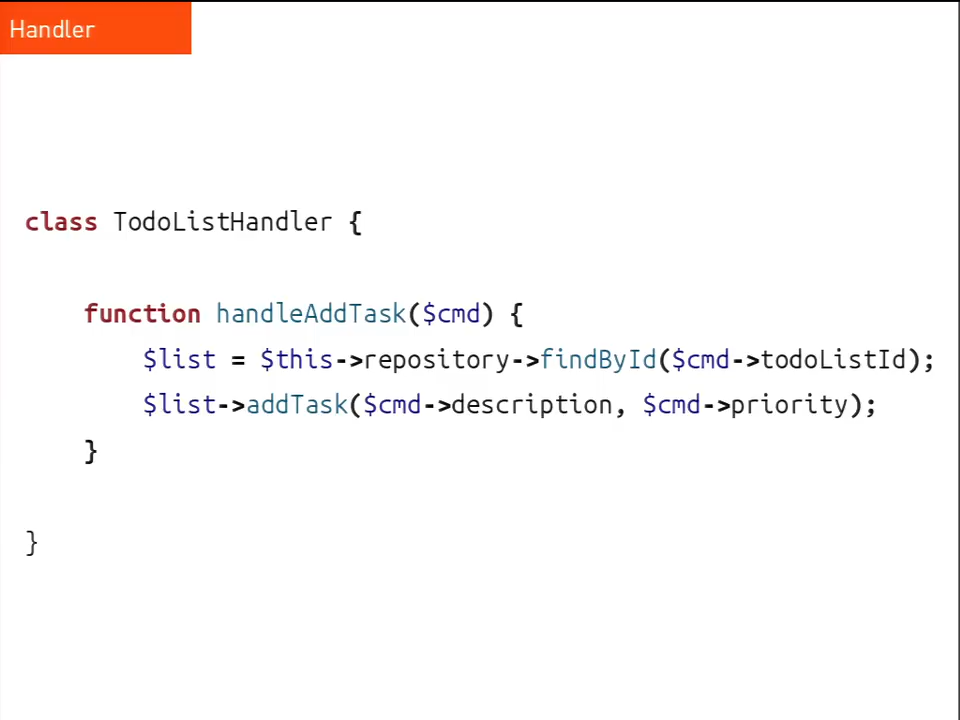 Handler
class TodoListHandler {
function handleAddTask($cmd) {
$list = $this->repository->findById($cmd->todoListId);
$list->addTask($cmd->description, $cmd->priority);
}
}